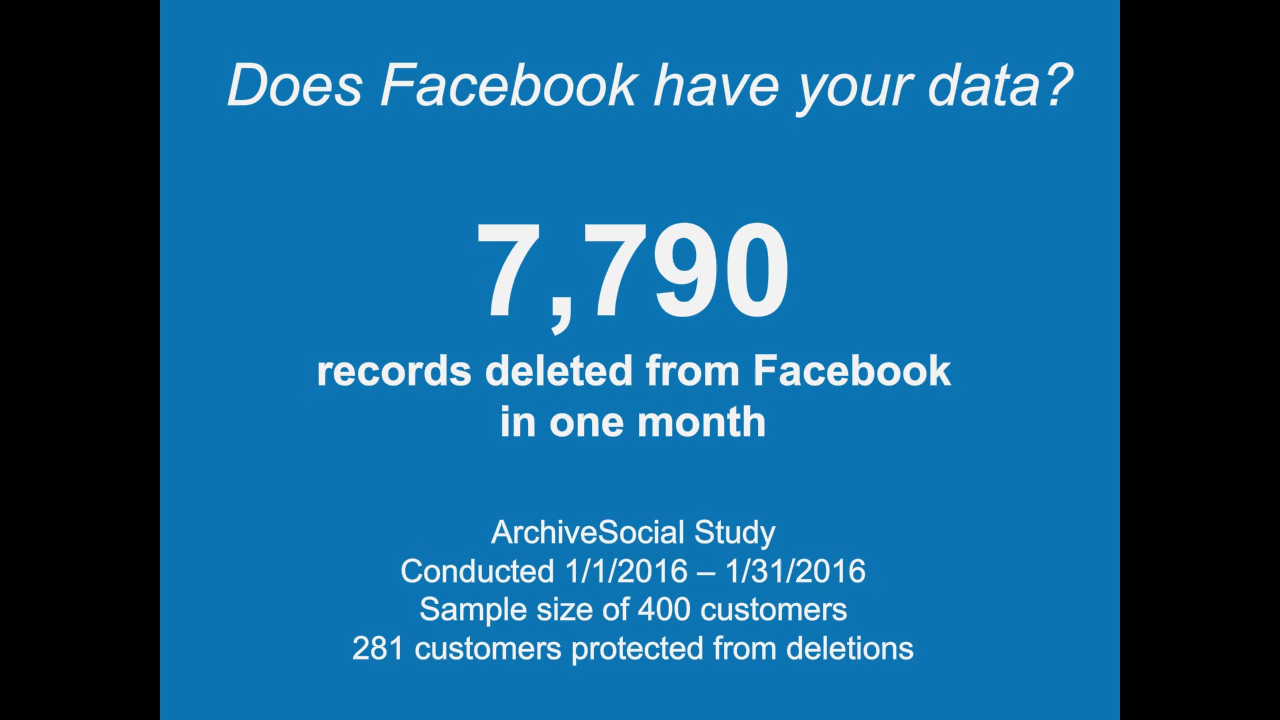 Does Facebook have your data?
7,790
records deleted from Facebook
in one month
ArchiveSocial Study
Conducted 1/1/2016 – 1/31/2016
Sample size of 400 customers
281 customers protected from deletions